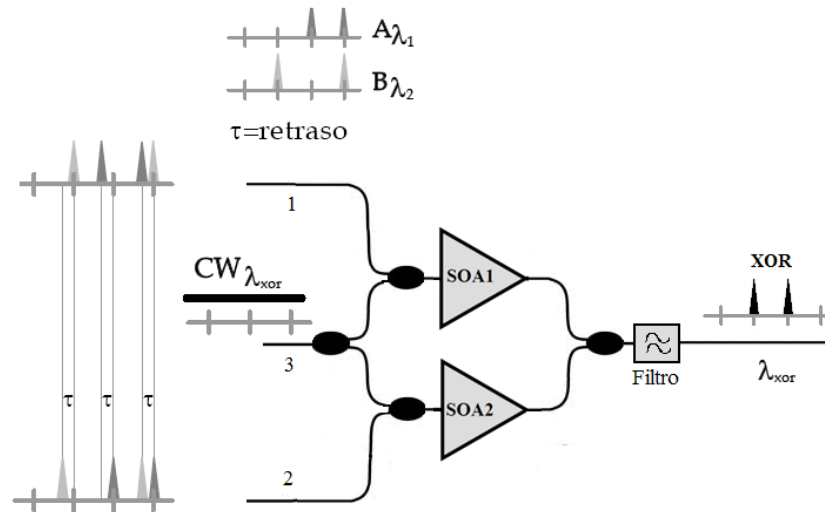 Aλ1
Bλ2
τ=retraso
1
CWλxor
SOA1
XOR
3
Filtro
λxor
τ τ τ
SOA2
2